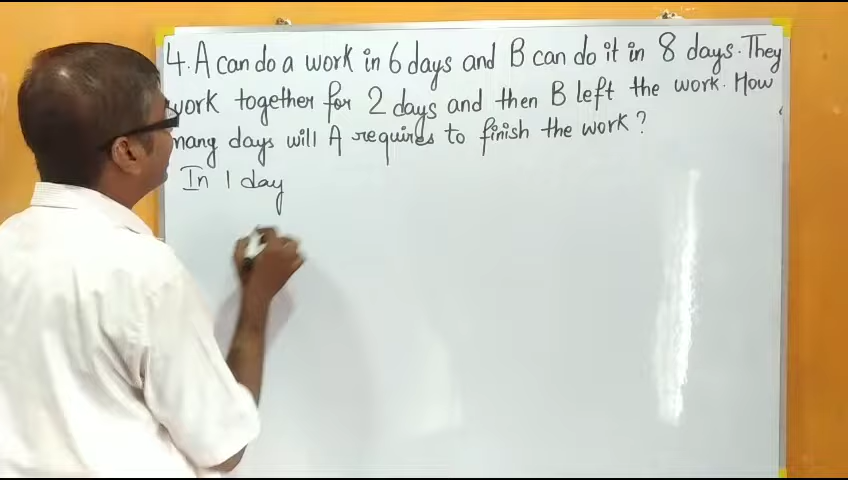 4. A can do a work in 6 days and B can do it in 8 days. They
work together for 2 days and then B left the work. How
many days will A requires to finish the work?
In 1 day